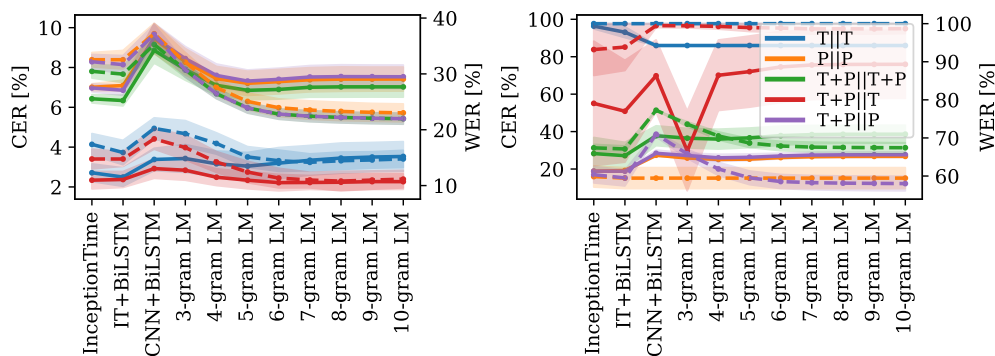 CER [%]
10
8
6
4
2
40
30
20
10
WER [%]
InceptionTime
IT+BiLSTM
CNN+BiLSTM
3-gram LM
4-gram LM
5-gram LM
6-gram LM
7-gram LM
8-gram LM
9-gram LM
10-gram LM
CER [%]
100
80
60
40
20
100
90
80
70
60
WER [%]
T||T
P||P
T+P||T+P
T+P||T
T+P||P
InceptionTime
IT+BiLSTM
CNN+BiLSTM
3-gram LM
4-gram LM
5-gram LM
6-gram LM
7-gram LM
8-gram LM
9-gram LM
10-gram LM